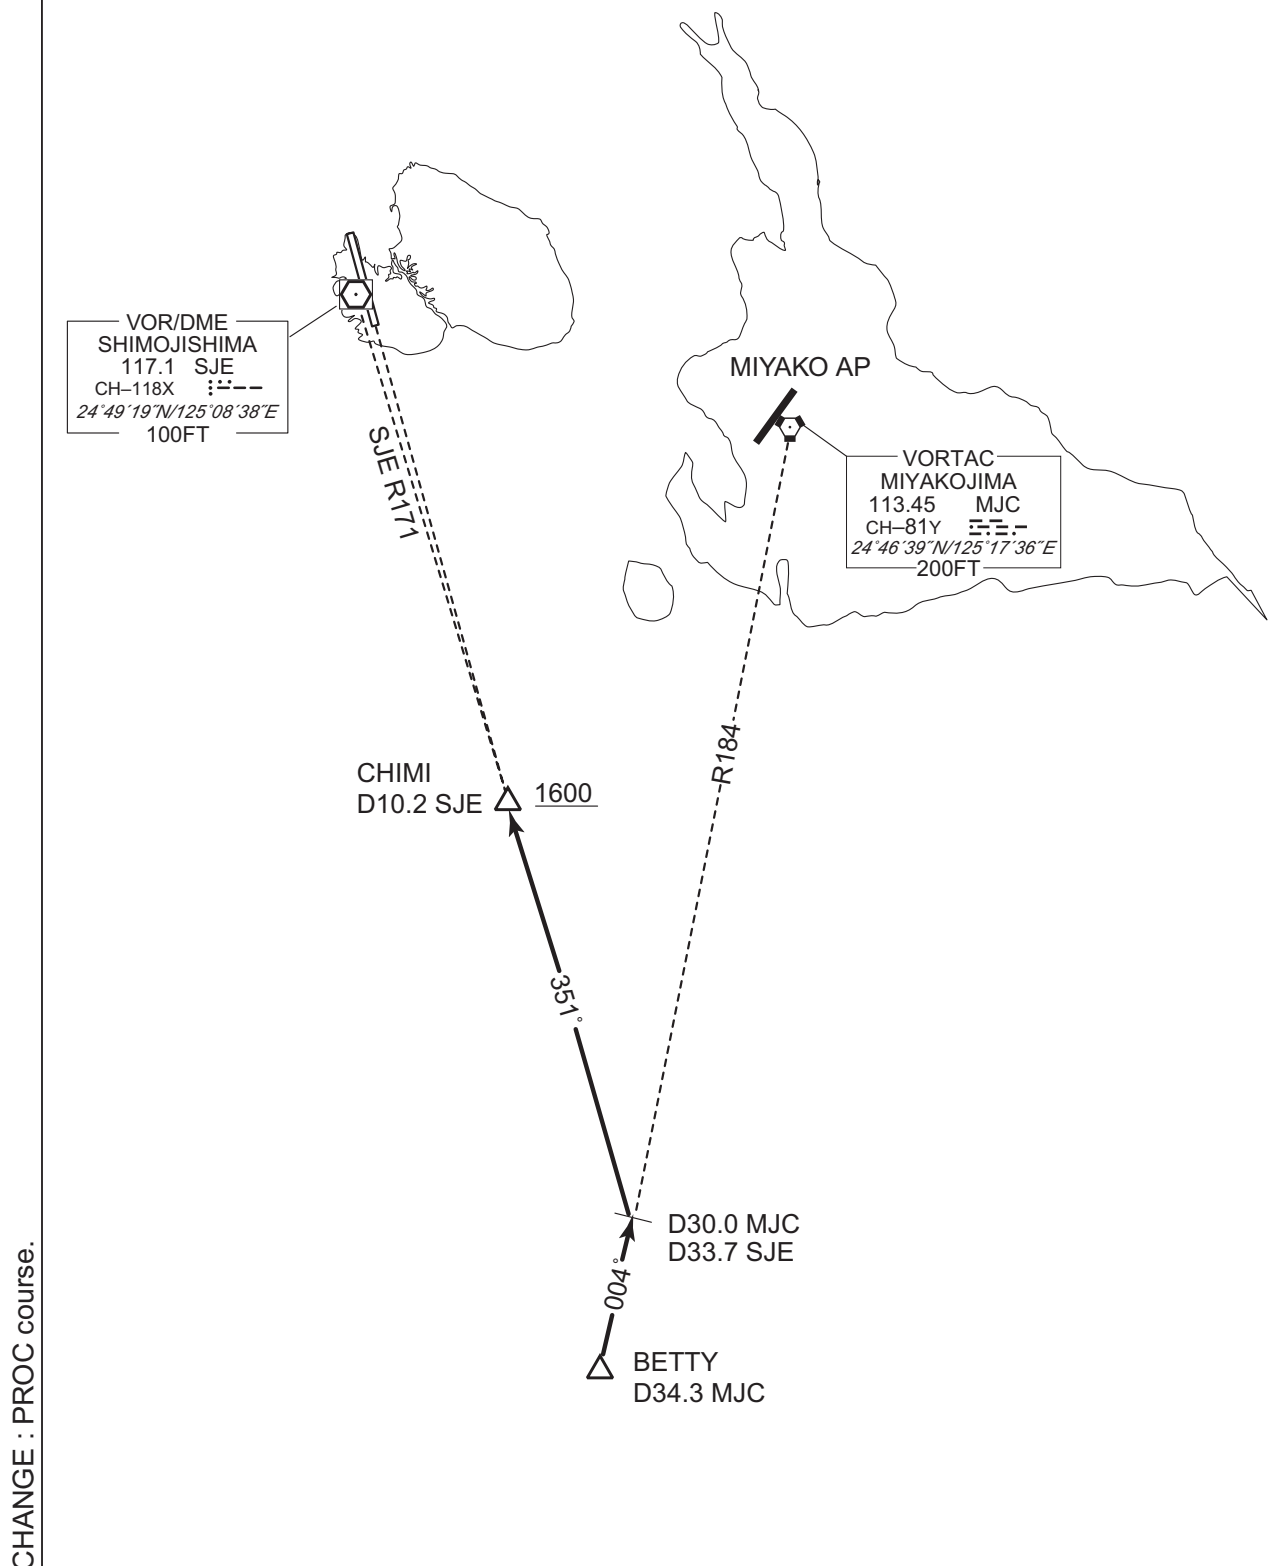 VOR/DME
SHIMOJISHIMA
117.1 SJE
CH–118X
24°49´19˝N/125°08´38˝E
100FT
MIYAKO AP
VORTAC
MIYAKOJIMA
113.45 MJC
CH–81Y
24°46´39˝N/125°17´36˝E
200FT
SJE R171
R184
CHIMI
D10.2 SJE
1600
351°
D30.0 MJC
D33.7 SJE
004°
BETTY
D34.3 MJC
CHANGE : PROC course.